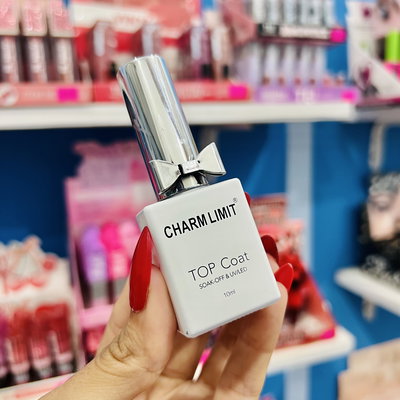 CHARM LIMIT®
TOP Coat
SOAK OFF & UV/LED
10ml